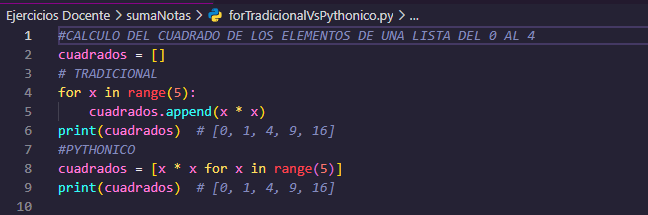 Ejercicios Docente > sumaNotas > forTradicionalVsPythonico.py > ...
1 #CALCULO DEL CUADRADO DE LOS ELEMENTOS DE UNA LISTA DEL 0 AL 4
2 cuadrados = []
3 # TRADICIONAL
4 for x in range(5):
5     cuadrados.append(x * x)
6 print(cuadrados)  # [0, 1, 4, 9, 16]
7 #PYTHONICO
8 cuadrados = [x * x for x in range(5)]
9 print(cuadrados)  # [0, 1, 4, 9, 16]
10